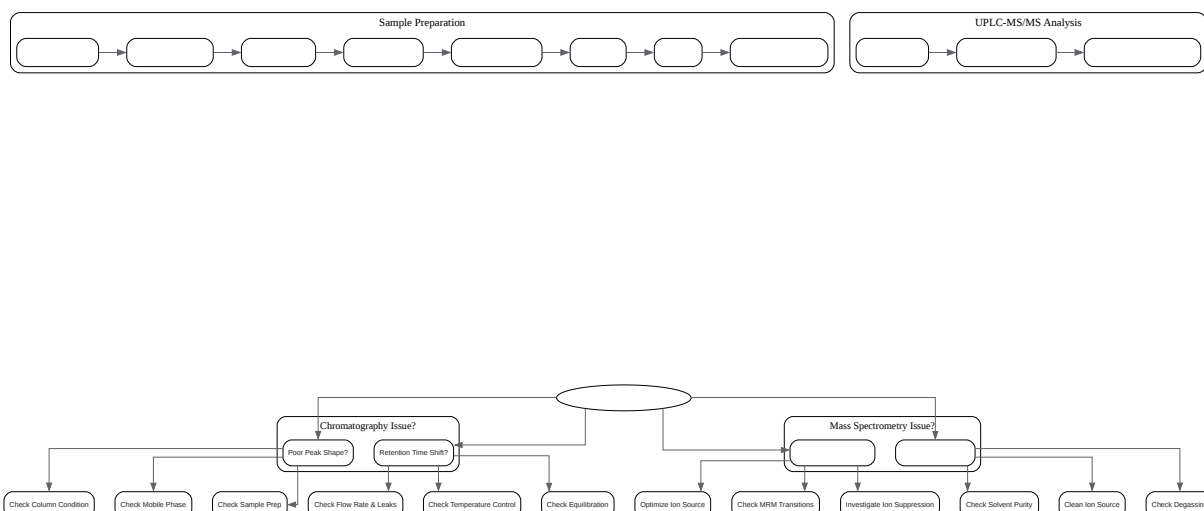 Sample Preparation
UPLC-MS/MS Analysis
Chromatography Issue?
Mass Spectrometry Issue?
Poor Peak Shape?
Retention Time Shift?
Check Column Condition
Check Mobile Phase
Check Sample Prep
Check Flow Rate & Leaks
Check Temperature Control
Check Equilibration
Optimize Ion Source
Check MRM Transitions
Investigate Ion Suppression
Check Solvent Purity
Clean Ion Source
Check Degassin